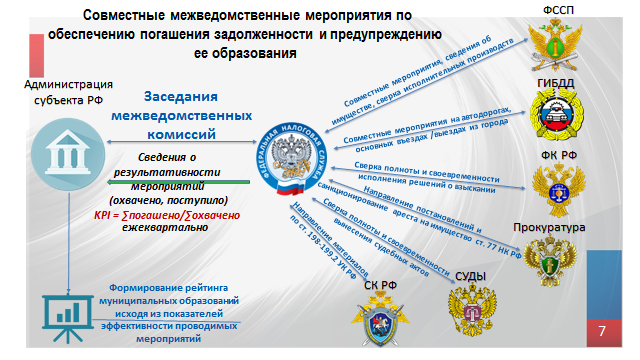 Совместные межведомственные мероприятия по
обеспечению погашения задолженности и предупреждению
ее образования
ФССП
Администрация
субъекта РФ
Заседания
межведомственных
комиссий
Сведения о
результативности
мероприятий
(охвачено, поступило)
KPI = ∑погашено/∑охвачено
ежеквартально
ФЕДЕРАЛЬНАЯ НАЛОГОВАЯ СЛУЖБА
Совместные мероприятия, сведения об
имуществе, сверка исполнительных производств
ГИБДД
Совместные мероприятия на автодорогах,
основных въездах /выездах из города
ФК РФ
Сверка полноты и своевременности
исполнения решений о взыскании
Прокуратура
Направление постановлений и
санкционирование ареста на имущество ст. 77 НК РФ
СУДЫ
Сверка полноты и своевременности
вынесения судебных актов
СК РФ
Направление материалов
по ст. 198-199.2 УК РФ
Формирование рейтинга
муниципальных образований
исходя из показателей
эффективности проводимых
мероприятий
7